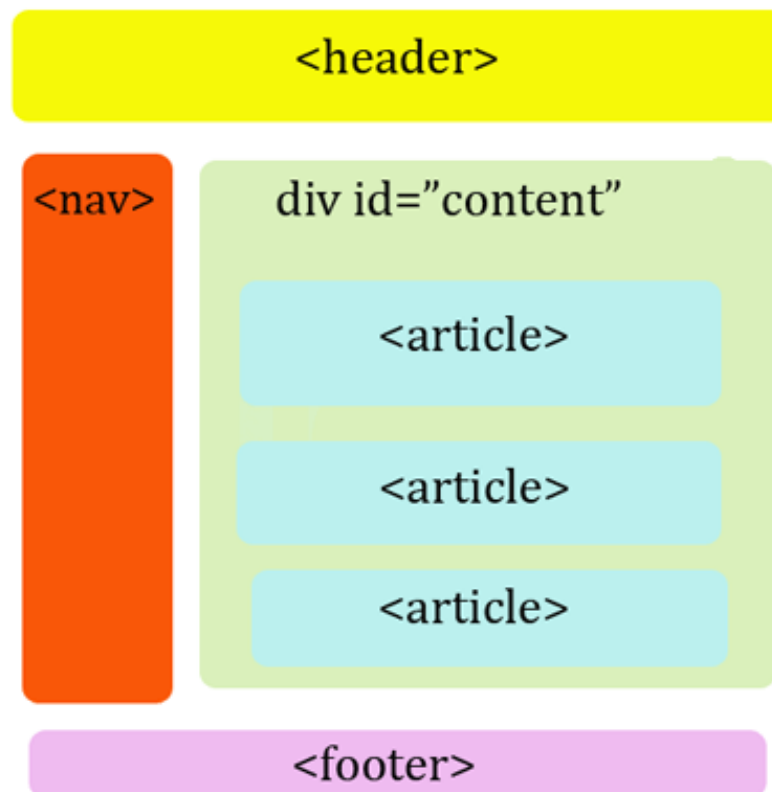 <header>
<nav>
div id=”content”
<article>
<article>
<article>
<footer>